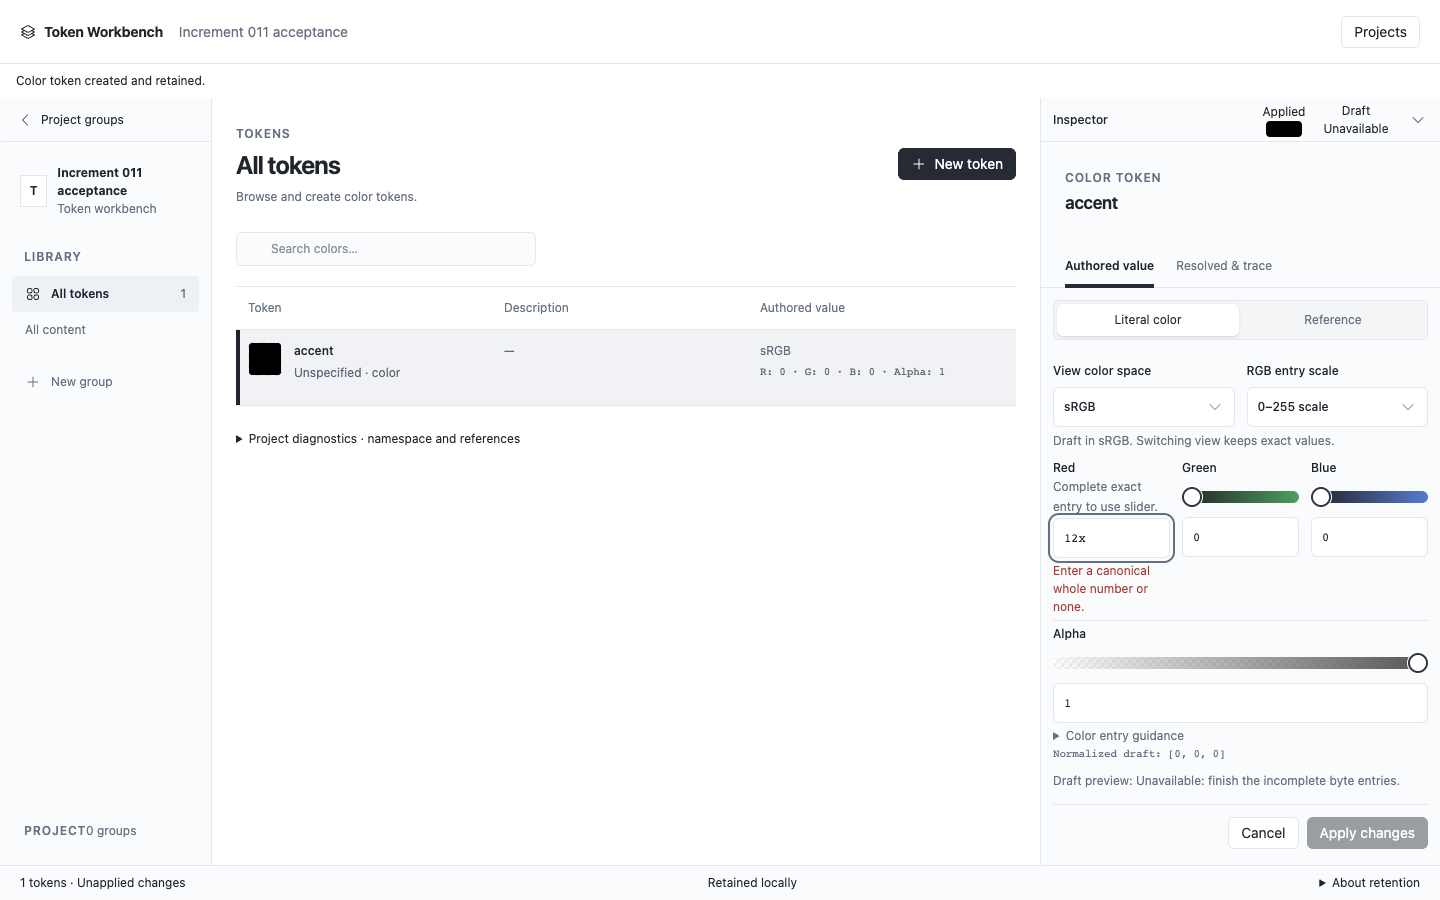 Token Workbench Increment 011 acceptance Projects
Color token created and retained.
Project groups
T
Increment 011
acceptance
Token workbench
LIBRARY
All tokens 1
All content
New group
PROJECT0 groups
TOKENS
All tokens
New token
Browse and create color tokens.
Search colors...
Token Description Authored value
accent — sRGB
Unspecified · color R: 0 · G: 0 · B: 0 · Alpha: 1
Project diagnostics · namespace and references
Inspector Applied Draft
Unavailable
COLOR TOKEN
accent
Authored value Resolved & trace
Literal color Reference
View color space RGB entry scale
sRGB 0–255 scale
Draft in sRGB. Switching view keeps exact values.
Red Green Blue
Complete exact
entry to use slider.
12x 0 0
Enter a canonical
whole number or
none.
Alpha
1
Color entry guidance
Normalized draft: [0, 0, 0]
Draft preview: Unavailable: finish the incomplete byte entries.
Cancel Apply changes
1 tokens · Unapplied changes Retained locally About retention